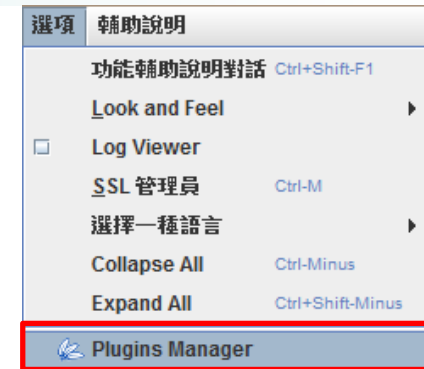 選項 輔助說明
功能輔助說明對話 Ctrl+Shift-F1
Look and Feel
Log Viewer
SSL 管理員 Ctrl-M
選擇一種語言
Collapse All Ctrl-Minus
Expand All Ctrl+Shift-Minus
Plugins Manager